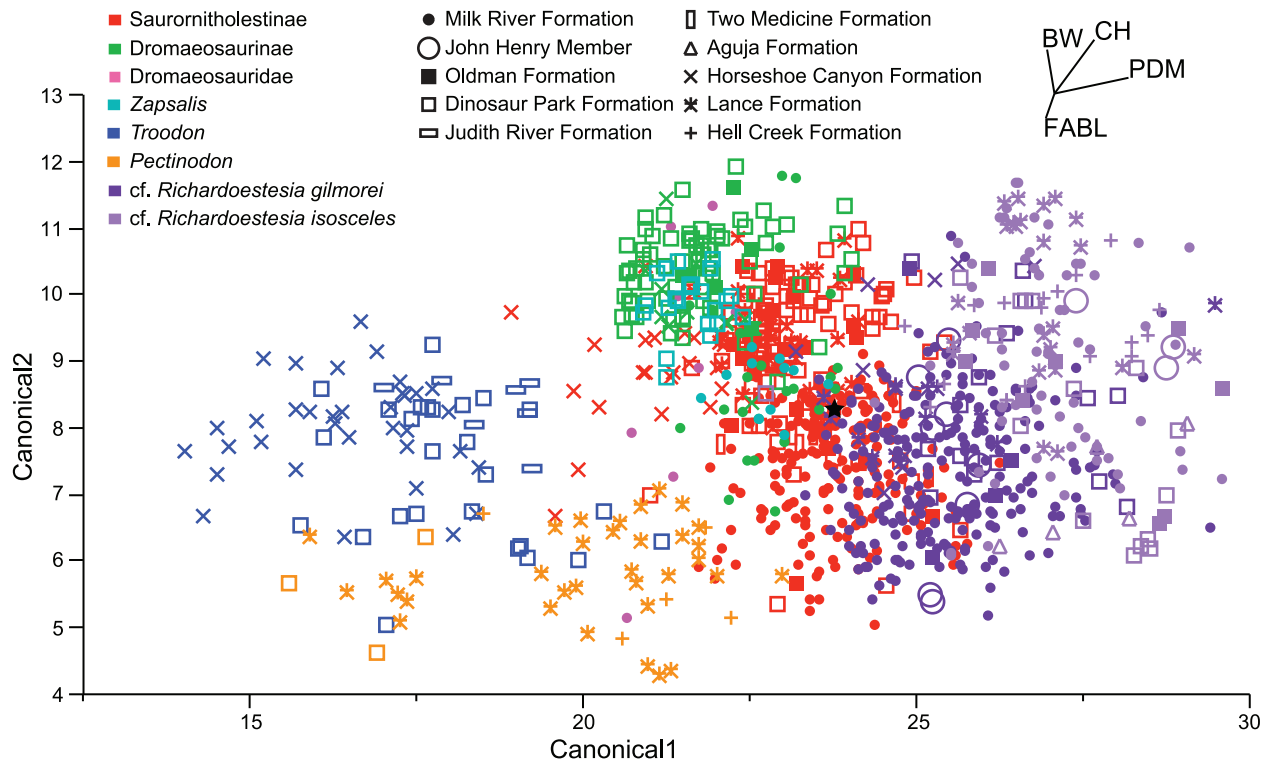 Saurornitholestinae
Dromaeosaurinae
Dromaeosauridae
Zapsalis
Troodon
Pectinodon
cf. Richardoestesia gilmorei
cf. Richardoestesia isosceles
Milk River Formation
John Henry Member
Oldman Formation
Dinosaur Park Formation
Judith River Formation
Two Medicine Formation
Aguja Formation
Horseshoe Canyon Formation
Lance Formation
Hell Creek Formation
BW
CH
PDM
FABL
13
12
11
10
9
8
7
6
5
4
Canonical2
15
20
25
30
Canonical1